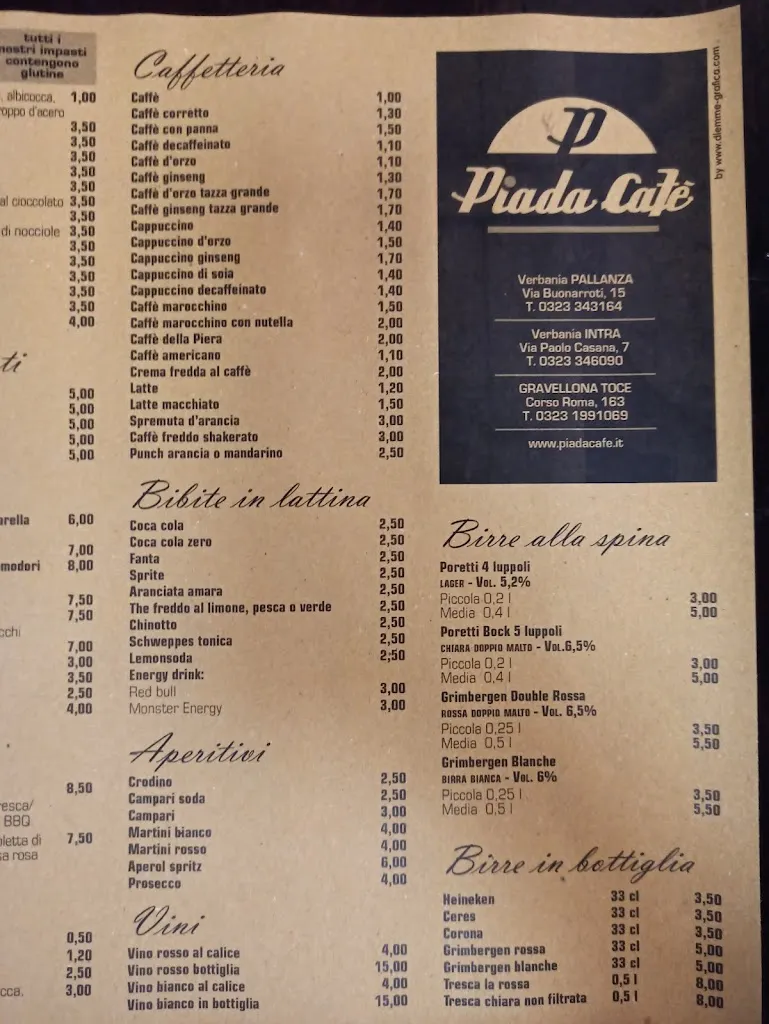 tutti i
nostri impasti
contengono
glutine
albicocca, 1,00
d'acero
3,50
3,50
3,50
3,50
3,50
al cioccolato 3,50
3,50
di nocciole 3,50
3,50
3,50
3,50
3,50
3,50
4,00
5,00
5,00
5,00
5,00
5,00
6,00
7,00
8,00
7,50
7,50
7,00
3,00
3,50
2,50
4,00
8,50
BBQ
7,50
di
rosa
0,50
1,20
2,50
3,00
Caffetteria
Caffè 1,00
Caffè corretto 1,30
Caffè con panna 1,50
Caffè decaffeinato 1,10
Caffè d'orzo 1,10
Caffè ginseng 1,30
Caffè d'orzo tazza grande 1,70
Caffè ginseng tazza grande 1,70
Cappuccino 1,40
Cappuccino d'orzo 1,50
Cappuccino ginseng 1,70
Cappuccino di soia 1,40
Cappuccino decaffeinato 1,40
Caffè marocchino 1,50
Caffè marocchino con nutella 2,00
Caffè della Piera 2,00
Caffè americano 1,10
Crema fredda al caffè 2,00
Latte 1,20
Latte macchiato 1,50
Spremuta d'arancia 3,00
Caffè freddo shakerato 3,00
Punch arancia o mandarino 2,50
Bibite in lattina
Coca cola 2,50
Coca cola zero 2,50
Fanta 2,50
Sprite 2,50
Aranciata amara 2,50
The freddo al limone, pesca o verde 2,50
Chinotto 2,50
Schweppes tonica 2,50
Lemonsoda 2;50
Energy drink:
Red bull 3,00
Monster Energy 3,00
Aperitivi
Crodino 2,50
Campari soda 2,50
Campari 3,00
Martini bianco 4,00
Martini rosso 4,00
Aperol spritz 6,00
Prosecco 4,00
Vini
Vino rosso al calice 4,00
Vino rosso bottiglia 15,00
Vino bianco al calice 4,00
Vino bianco in bottiglia 15,00
by www.diemme-grafica.com
P
Piada Cafè
Verbania PALLANZA
Via Buonarroti, 15
T. 0323 343164
Verbania INTRA
Via Paolo Casana, 7
T. 0323 346090
GRAVELLONA TOCE
Corso Roma, 163
T. 0323 1991069
www.piadacafe.it
Birre alla spina
Poretti 4 luppoli
LAGER - VOL. 5,2%
Piccola 0,2 l 3,00
Media 0,4 l 5,00
Poretti Bock 5 luppoli
CHIARA DOPPIO MALTO - VOL.6,5%
Piccola 0,2 l 3,00
Media 0,4 l 5,00
Grimbergen Double Rossa
ROSSA DOPPIO MALTO - VOL. 6,5%
Piccola 0,25 l 3,50
Media 0,5 l 5,50
Grimbergen Blanche
BIRRA BIANCA - VOL. 6%
Piccola 0,25 l 3,50
Media 0,5 l 5,50
Birre in bottiglia
Heineken 33 cl 3,50
Ceres 33 cl 3,50
Corona 33 cl 3,50
Grimbergen rossa 33 cl 5,00
Grimbergen blanche 33 cl 5,00
Tresca la rossa 0,5 l 8,00
Tresca chiara non filtrata 0,5 l 8,00